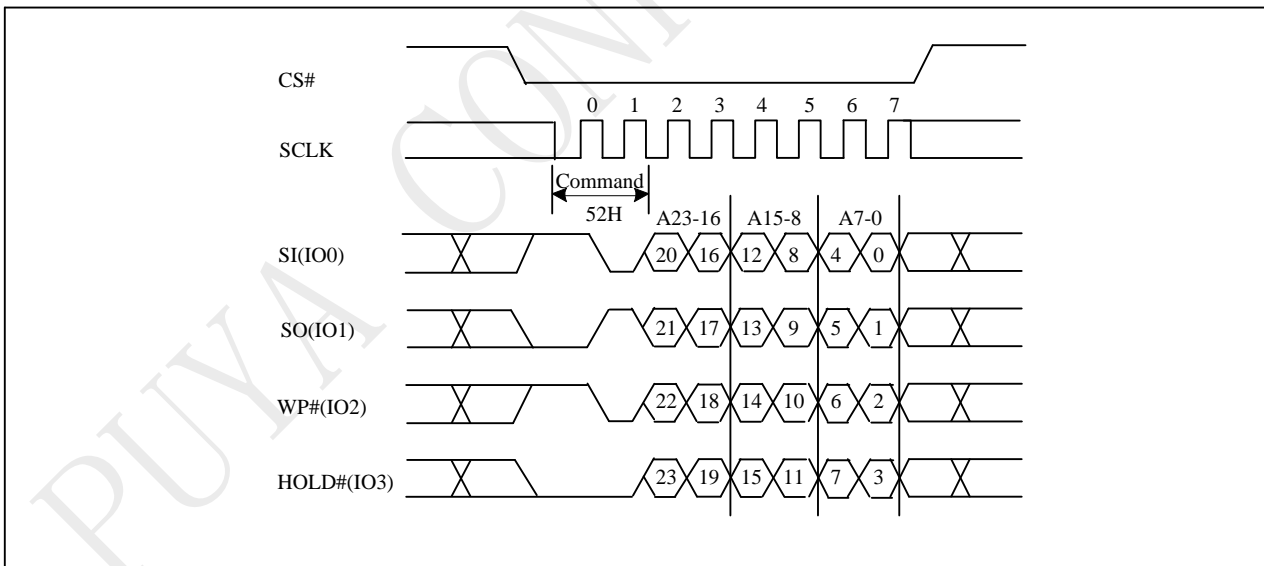 CS#
0 1 2 3 4 5 6 7
SCLK
Command
52H
A23-16 A15-8 A7-0
SI(IO0) 20 16 12 8 4 0
SO(IO1) 21 17 13 9 5 1
WP#(IO2) 22 18 14 10 6 2
HOLD#(IO3) 23 19 15 11 7 3
PUYA